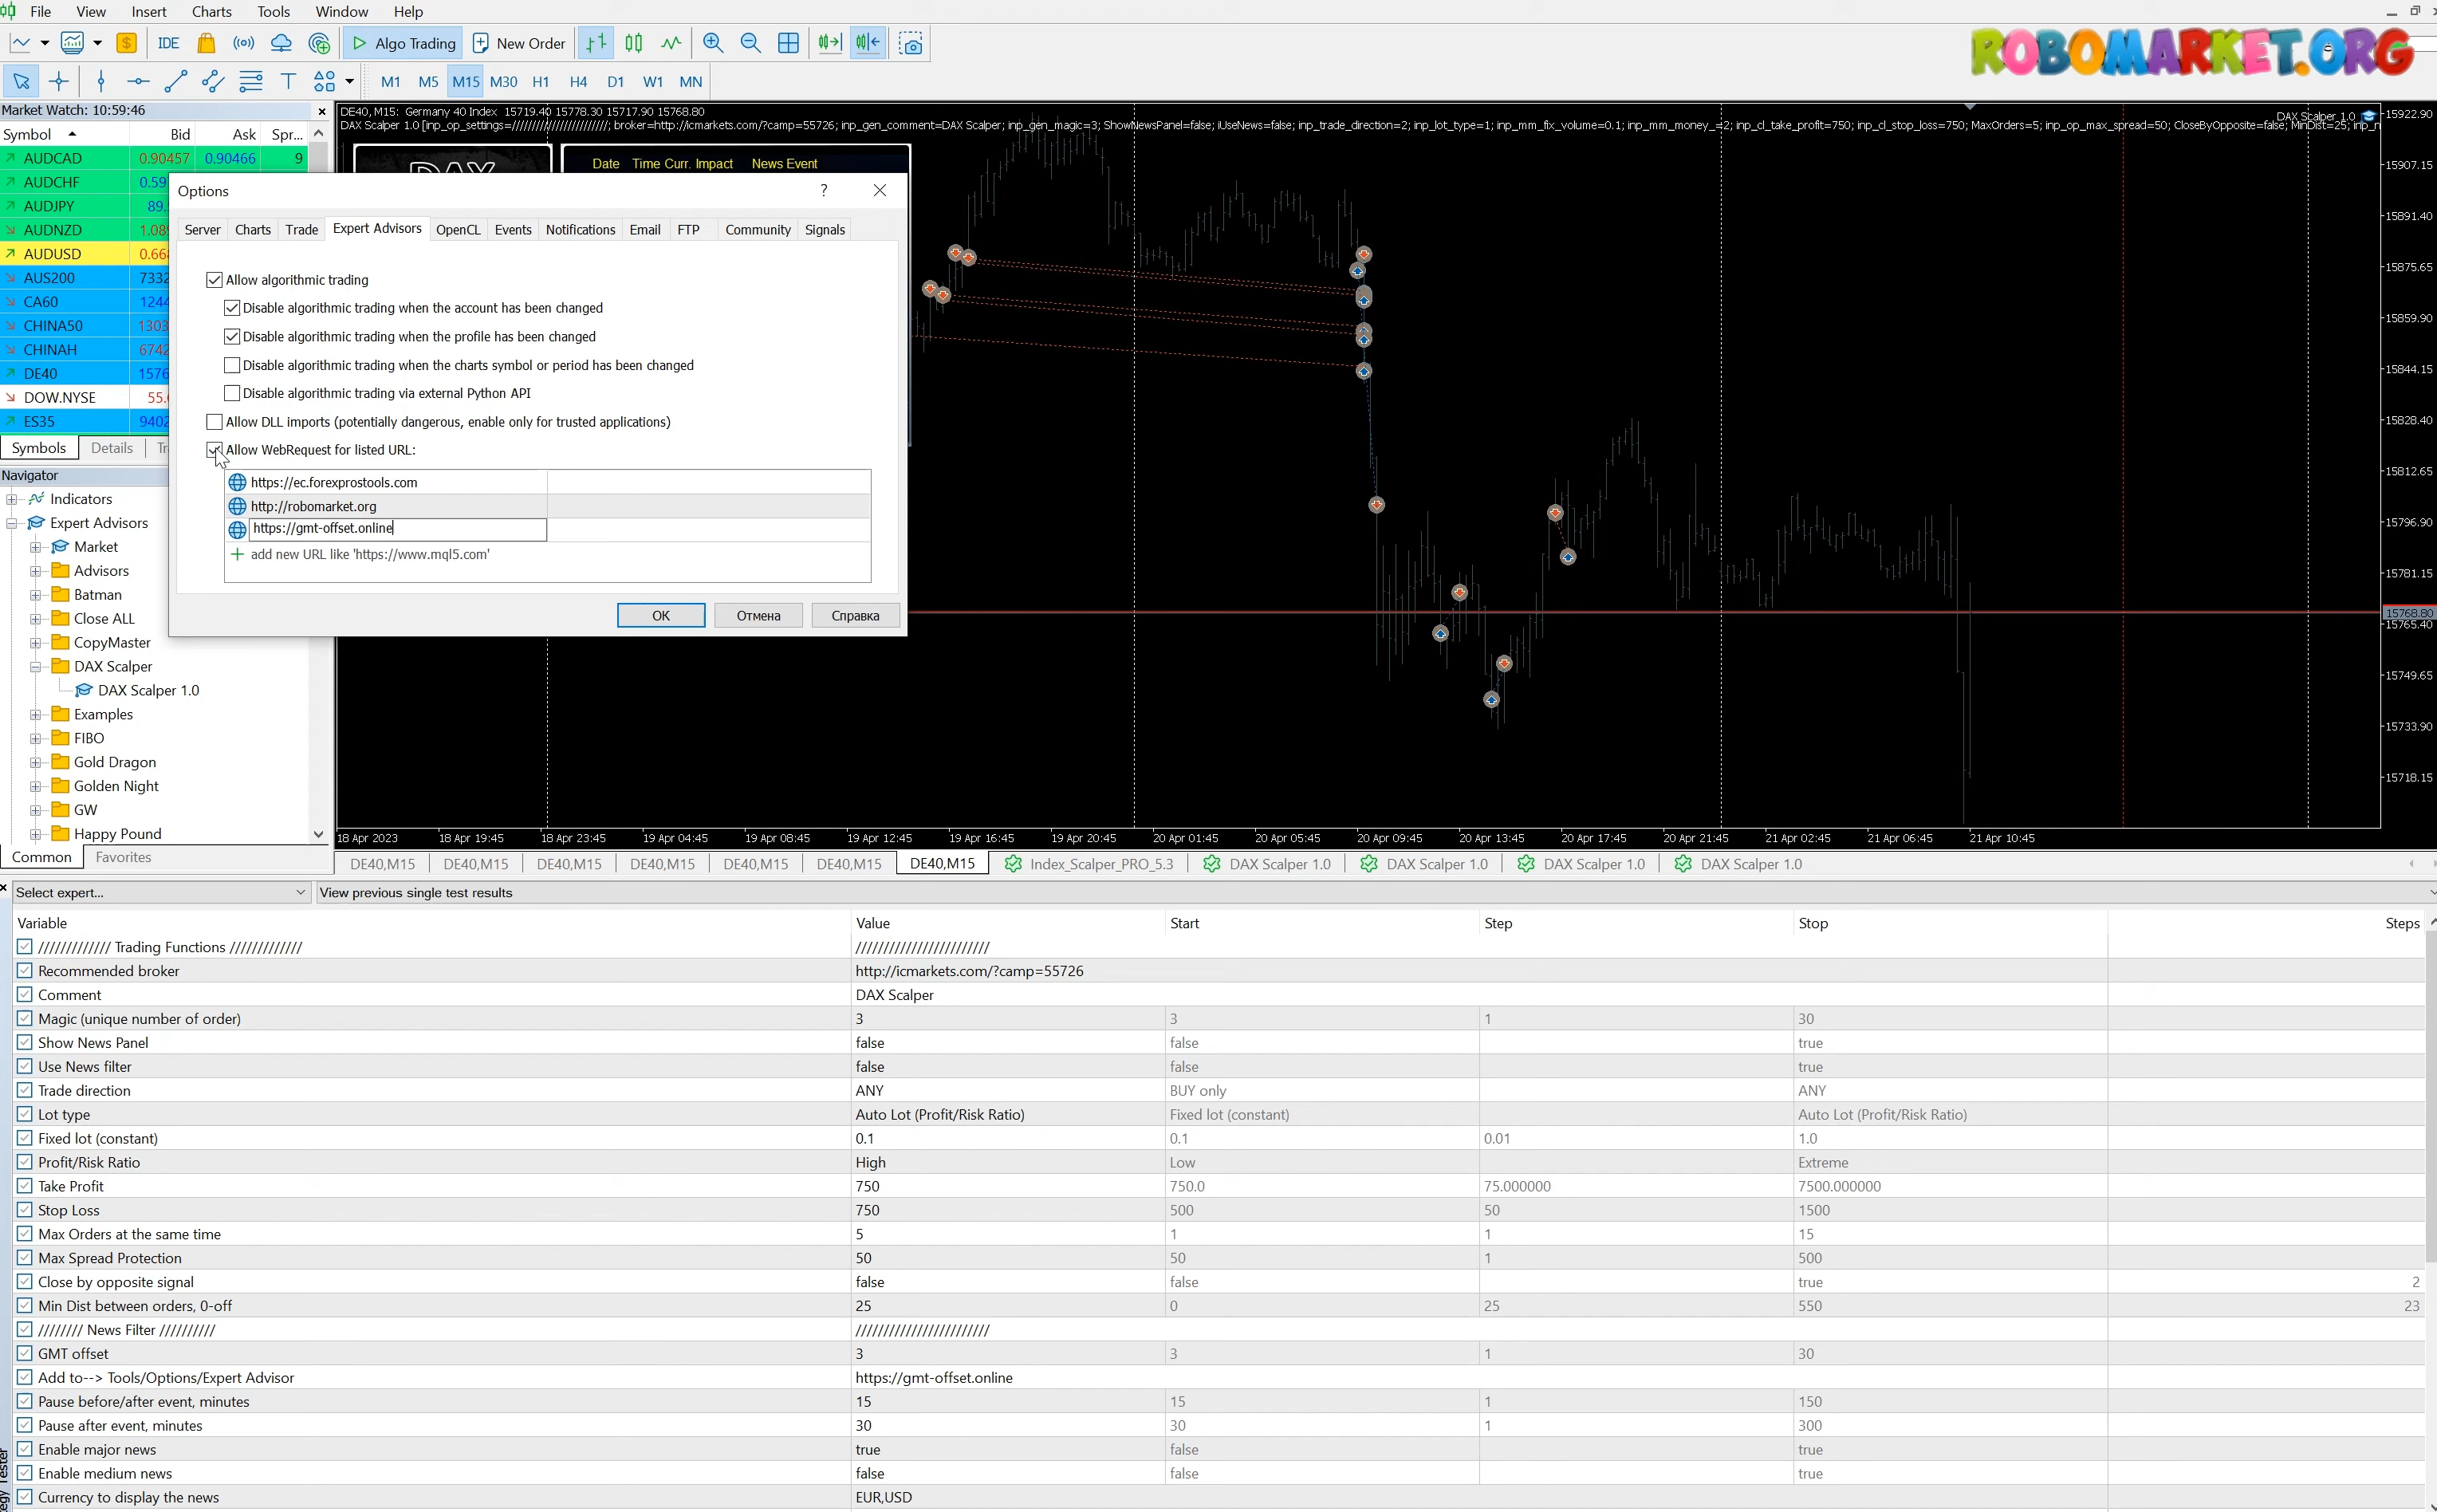 File View Insert Charts Tools Window Help
IDE Algo Trading New Order
ROBOMARKET.ORG
M1 M5 M15 M30 H1 H4 D1 W1 MN
Market Watch: 10:59:46
Symbol Bid Ask Spr...
AUDCAD 0.90457 0.90466 9
AUDCHF
AUDJPY
AUDNZD
AUDUSD
AUS200
CA60
CHINA50
CHINAH
DE40
DOW.NYSE
ES35
Symbols Details
Navigator
Indicators
Expert Advisors
Market
Advisors
Batman
Close ALL
CopyMaster
DAX Scalper
DAX Scalper 1.0
Examples
FIBO
Gold Dragon
Golden Night
GW
Happy Pound
Common Favorites
DE40, M15: Germany 40 Index 15719.40 15778.30 15717.90 15768.80
DAX Scalper 1.0
Date Time Curr. Impact News Event
Options ?
Server Charts Trade Expert Advisors OpenCL Events Notifications Email FTP Community Signals
Allow algorithmic trading
Disable algorithmic trading when the account has been changed
Disable algorithmic trading when the profile has been changed
Disable algorithmic trading when the charts symbol or period has been changed
Disable algorithmic trading via external Python API
Allow DLL imports (potentially dangerous, enable only for trusted applications)
Allow WebRequest for listed URL:
https://ec.forexprostools.com
http://robomarket.org
https://gmt-offset.online
add new URL like 'https://www.mql5.com'
OK Отмена Справка
15922.90
15907.15
15891.40
15875.65
15859.90
15844.15
15828.40
15812.65
15796.90
15781.15
15768.80
15765.40
15749.65
15733.90
15718.15
18 Apr 2023 18 Apr 19:45 18 Apr 23:45 19 Apr 04:45 19 Apr 08:45 19 Apr 12:45 19 Apr 16:45 19 Apr 20:45 20 Apr 01:45 20 Apr 05:45 20 Apr 09:45 20 Apr 13:45 20 Apr 17:45 20 Apr 21:45 21 Apr 02:45 21 Apr 06:45 21 Apr 10:45
DE40,M15 DE40,M15 DE40,M15 DE40,M15 DE40,M15 DE40,M15 DE40,M15 Index_Scalper_PRO_5.3 DAX Scalper 1.0 DAX Scalper 1.0 DAX Scalper 1.0 DAX Scalper 1.0
Select expert... View previous single test results
Variable Value Start Step Stop Steps
///////////// Trading Functions ///////////// ////////////////////////
Recommended broker http://icmarkets.com/?camp=55726
Comment DAX Scalper
Magic (unique number of order) 3 3 1 30
Show News Panel false false true
Use News filter false false true
Trade direction ANY BUY only ANY
Lot type Auto Lot (Profit/Risk Ratio) Fixed lot (constant) Auto Lot (Profit/Risk Ratio)
Fixed lot (constant) 0.1 0.1 0.01 1.0
Profit/Risk Ratio High Low Extreme
Take Profit 750 750.0 75.000000 7500.000000
Stop Loss 750 500 50 1500
Max Orders at the same time 5 1 1 15
Max Spread Protection 50 50 1 500
Close by opposite signal false false true 2
Min Dist between orders, 0-off 25 0 25 550 23
//////// News Filter ////////// ////////////////////////
GMT offset 3 3 1 30
Add to--> Tools/Options/Expert Advisor https://gmt-offset.online
Pause before/after event, minutes 15 15 1 150
Pause after event, minutes 30 30 1 300
Enable major news true false true
Enable medium news false false true
Currency to display the news EUR,USD